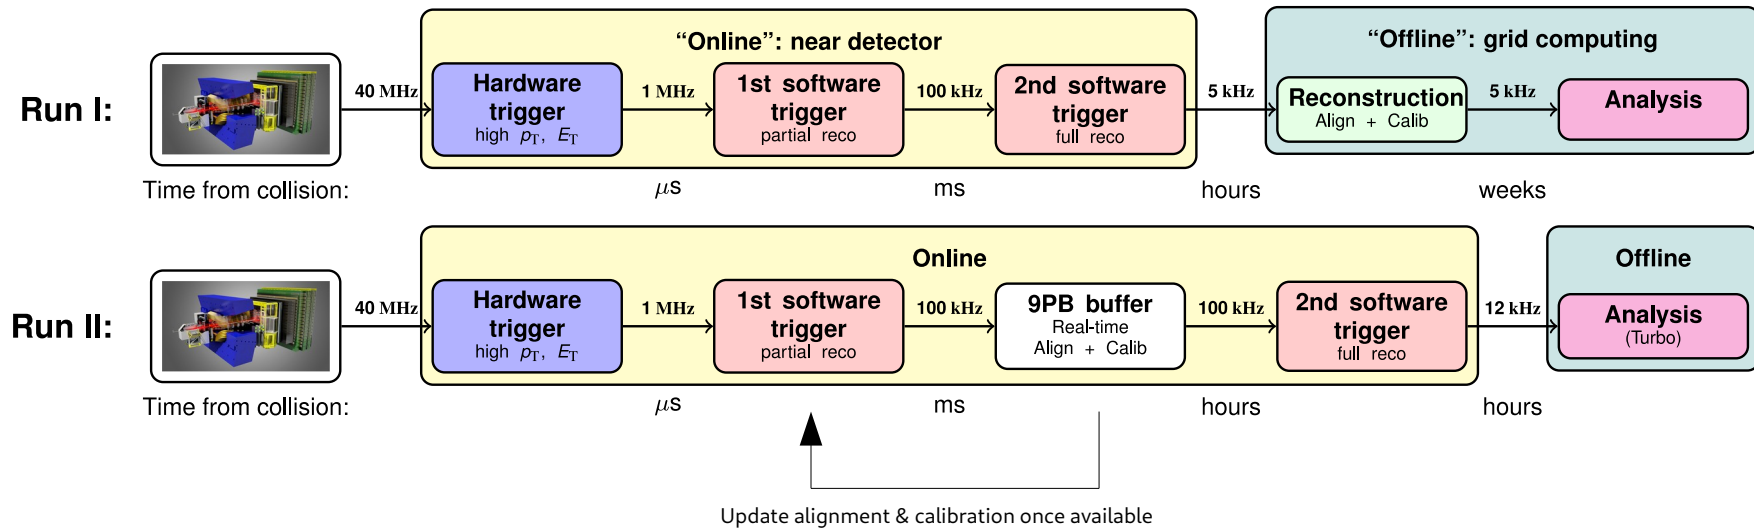 “Online”: near detector
“Offline”: grid computing
Run I:
40 MHz
Hardware
trigger
high pT, ET
1 MHz
1st software
trigger
partial reco
100 kHz
2nd software
trigger
full reco
5 kHz
Reconstruction
Align + Calib
5 kHz
Analysis
Time from collision:
μs
ms
hours
weeks
Online
Offline
Run II:
40 MHz
Hardware
trigger
high pT, ET
1 MHz
1st software
trigger
partial reco
100 kHz
9PB buffer
Real-time
Align + Calib
100 kHz
2nd software
trigger
full reco
12 kHz
Analysis
(Turbo)
Time from collision:
μs
ms
hours
hours
Update alignment & calibration once available